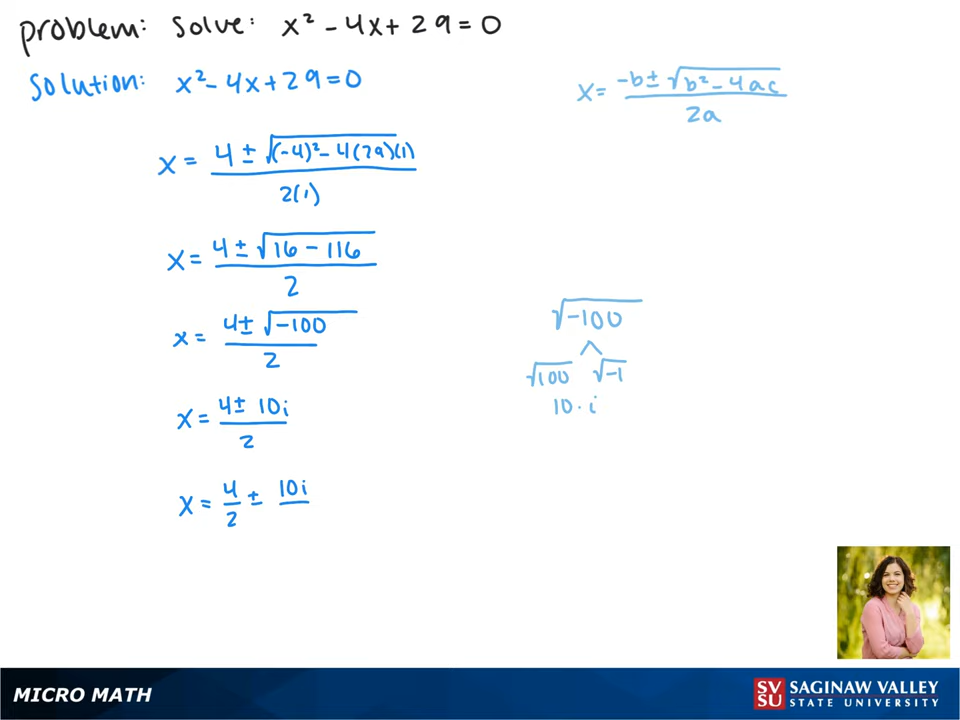 problem: Solve: x² - 4x + 29 = 0
Solution: x² - 4x + 29 = 0
x = -b ± √b² - 4ac / 2a
x = 4 ± √(-4)² - 4(29)(1) / 2(1)
x = 4 ± √16 - 116 / 2
x = 4 ± √-100 / 2
√-100
√100 √-1
10 · i
x = 4 ± 10i / 2
x = 4/2 ± 10i/
MICRO MATH
SVSU SAGINAW VALLEY
STATE UNIVERSITY